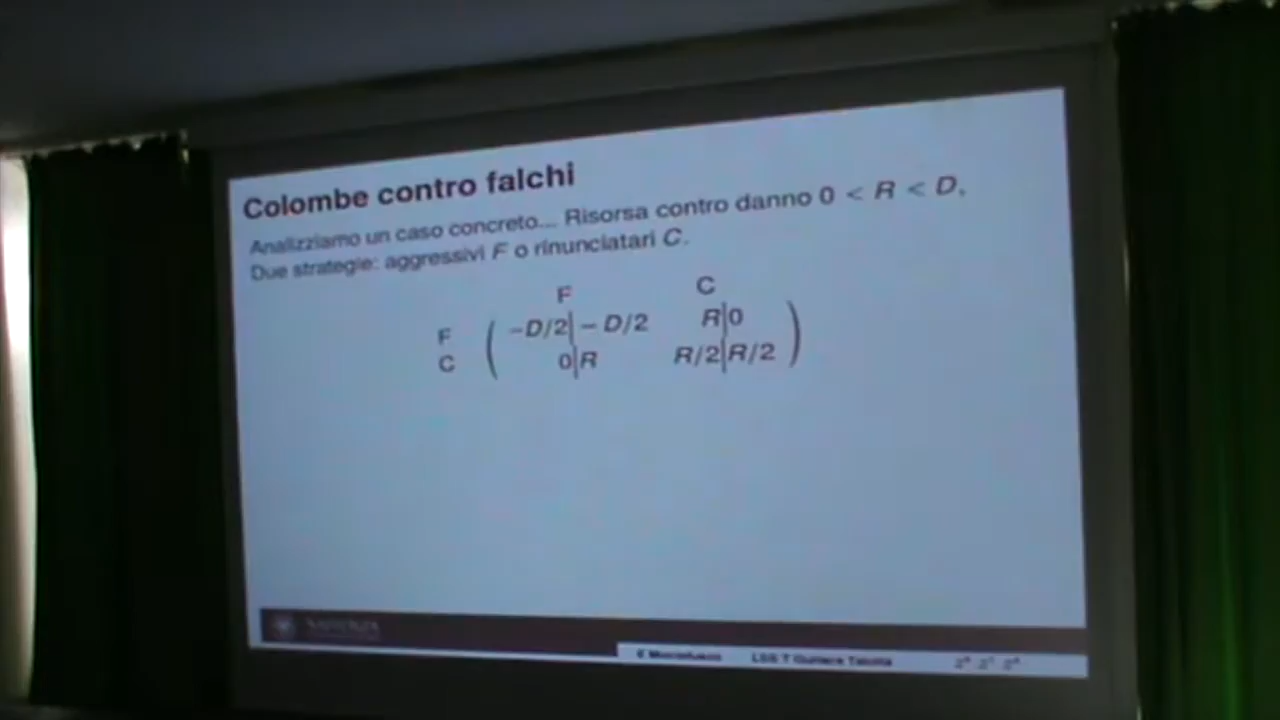 Colombe contro falchi
Analizziamo un caso concreto... Risorsa contro danno 0 < R < D,
Due strategie: aggressivi F o rinunciatari C.
F C
F ( -D/2| - D/2 R|0 )
C ( 0|R R/2|R/2 )
SAPIENZA